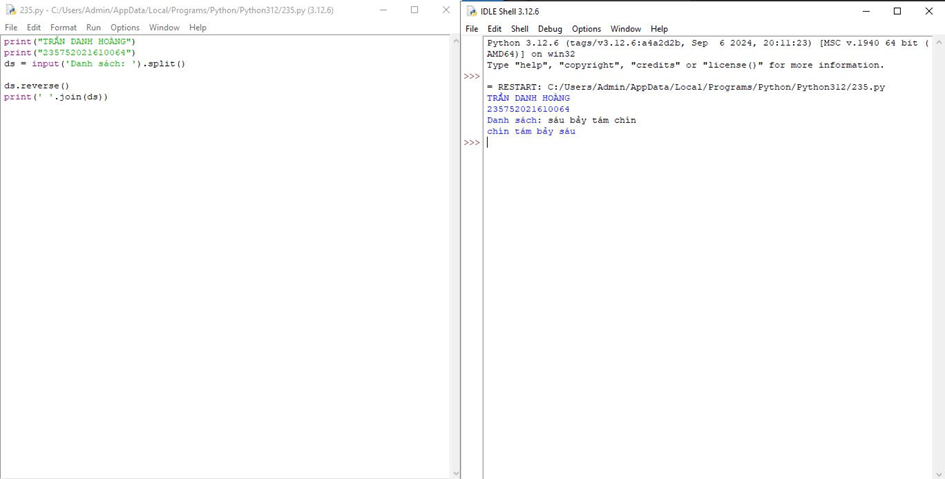 235.py - C:/Users/Admin/AppData/Local/Programs/Python/Python312/235.py (3.12.6)
File Edit Format Run Options Window Help
print("TRẦN DANH HOÀNG")
print("235752021610064")
ds = input('Danh sách: ').split()
ds.reverse()
print(' '.join(ds))
IDLE Shell 3.12.6
File Edit Shell Debug Options Window Help
Python 3.12.6 (tags/v3.12.6:a4a2d2b, Sep  6 2024, 20:11:23) [MSC v.1940 64 bit (
AMD64)] on win32
Type "help", "copyright", "credits" or "license()" for more information.
>>>
= RESTART: C:/Users/Admin/AppData/Local/Programs/Python/Python312/235.py
TRẦN DANH HOÀNG
235752021610064
Danh sách: sáu bảy tám chín
chín tám bảy sáu
>>>